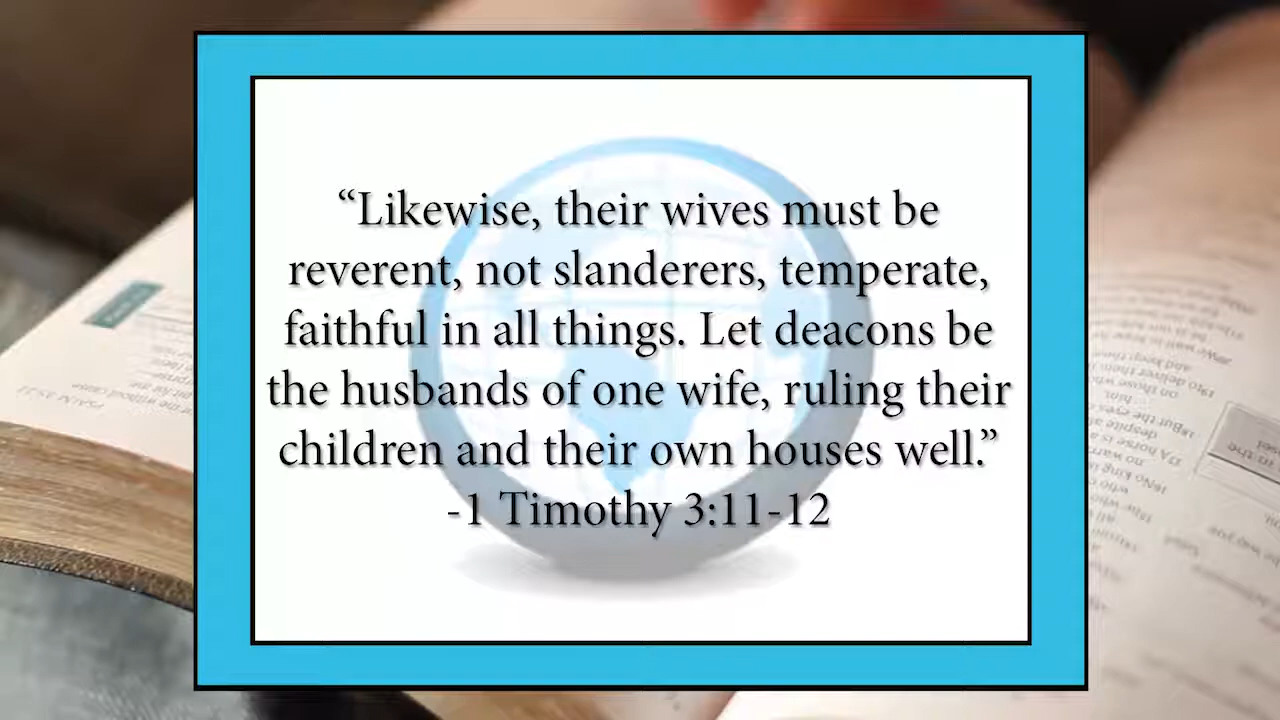 “Likewise, their wives must be
reverent, not slanderers, temperate,
faithful in all things. Let deacons be
the husbands of one wife, ruling their
children and their own houses well.”
-1 Timothy 3:11-12